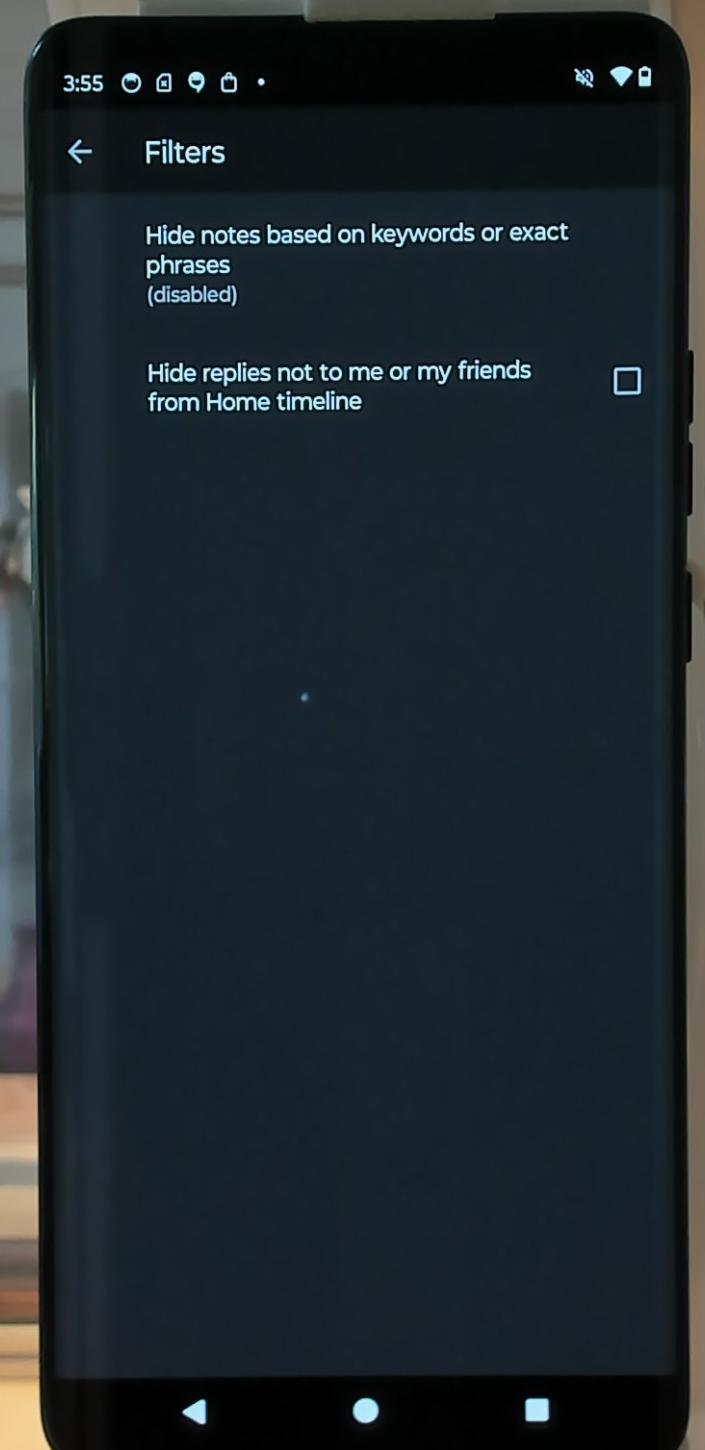 3:55
Filters
Hide notes based on keywords or exact
phrases
(disabled)
Hide replies not to me or my friends
from Home timeline